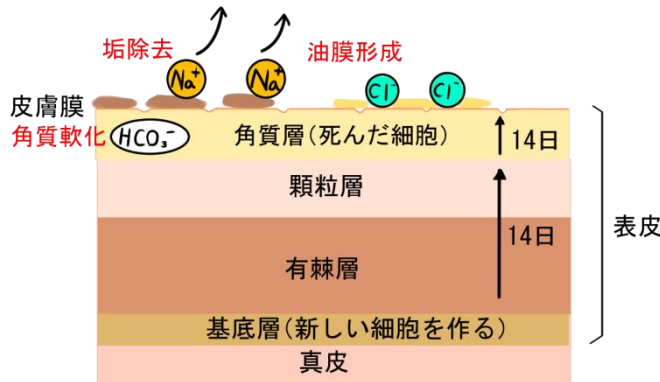 垢除去
油膜形成
Na⁺
Na⁺
Cl⁻
Cl⁻
皮膚膜
角質軟化
HCO₃⁻
角質層(死んだ細胞)
14日
顆粒層
14日
有棘層
表皮
基底層(新しい細胞を作る)
真皮